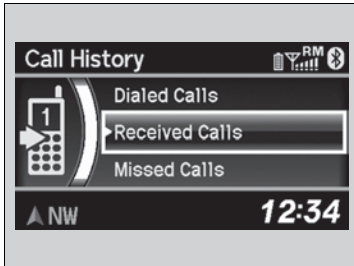 Call History
RM
Dialed Calls
1
Received Calls
Missed Calls
NW
12:34